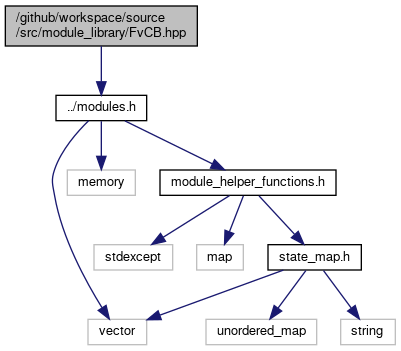 /github/workspace/source
/src/module_library/FvCB.hpp
../modules.h
memory
module_helper_functions.h
stdexcept
map
state_map.h
vector
unordered_map
string